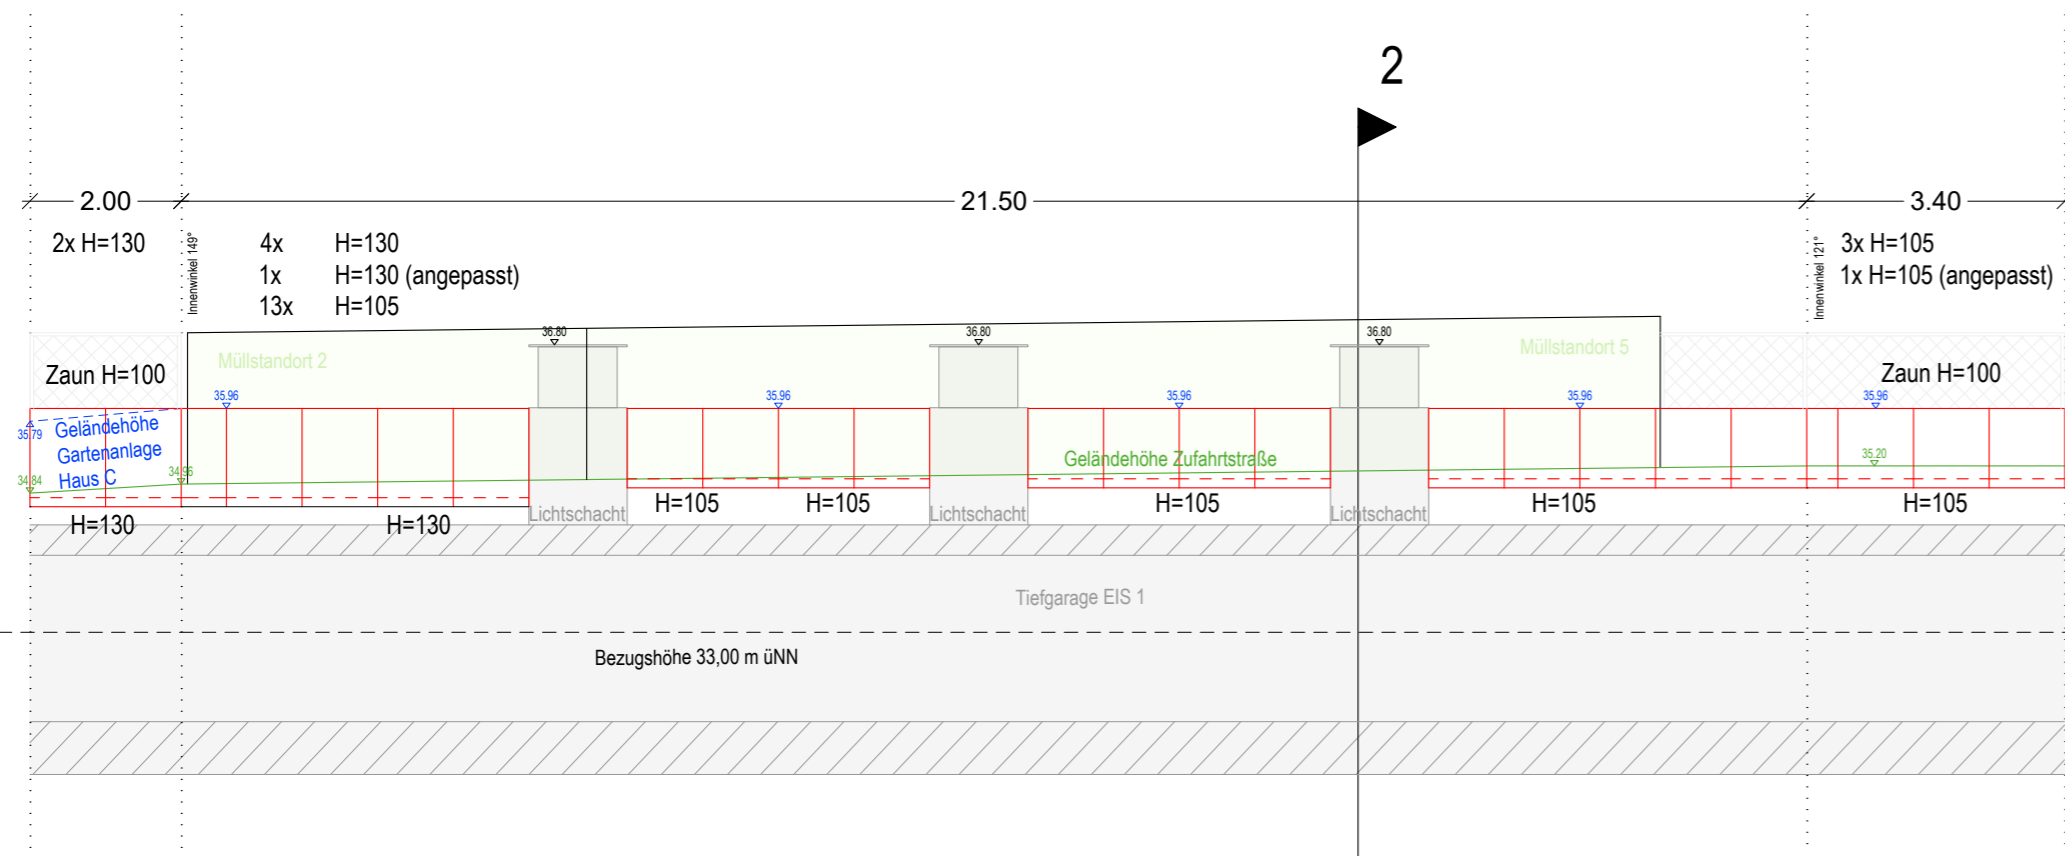 2
2.00
21.50
3.40
2x H=130
Innenwinkel 149°
4x H=130
1x H=130 (angepasst)
13x H=105
Innenwinkel 121°
3x H=105
1x H=105 (angepasst)
36.80
36.80
36.80
Müllstandort 2
Müllstandort 5
Zaun H=100
Zaun H=100
35.96
35.96
35.96
35.96
35.96
35.79
Geländehöhe
Gartenanlage
Haus C
34.84
34.96
Geländehöhe Zufahrtstraße
35.20
H=130
H=130
Lichtschacht
H=105
H=105
Lichtschacht
H=105
Lichtschacht
H=105
H=105
Tiefgarage EIS 1
Bezugshöhe 33,00 m üNN